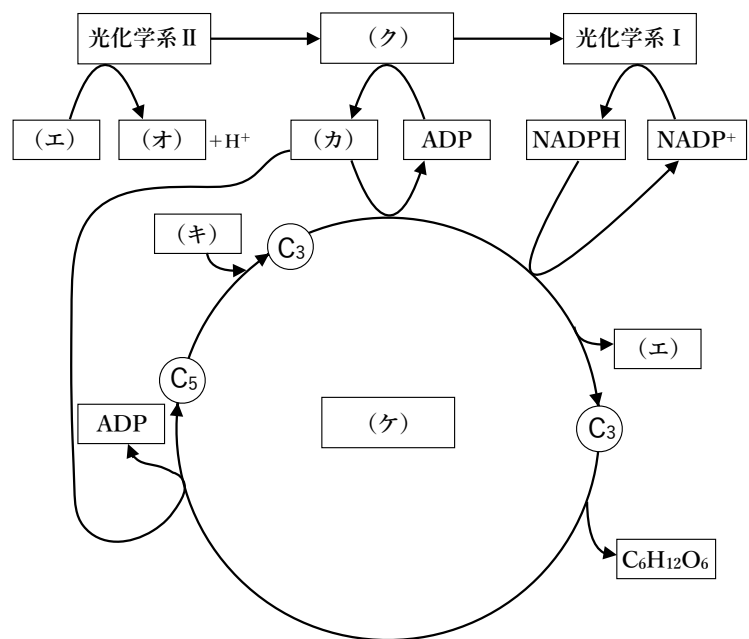 光化学系Ⅱ
(ク)
光化学系Ⅰ
(エ)
(オ)
+H⁺
(カ)
ADP
NADPH
NADP⁺
(キ)
C₃
(エ)
C₅
ADP
(ケ)
C₃
C₆H₁₂O₆